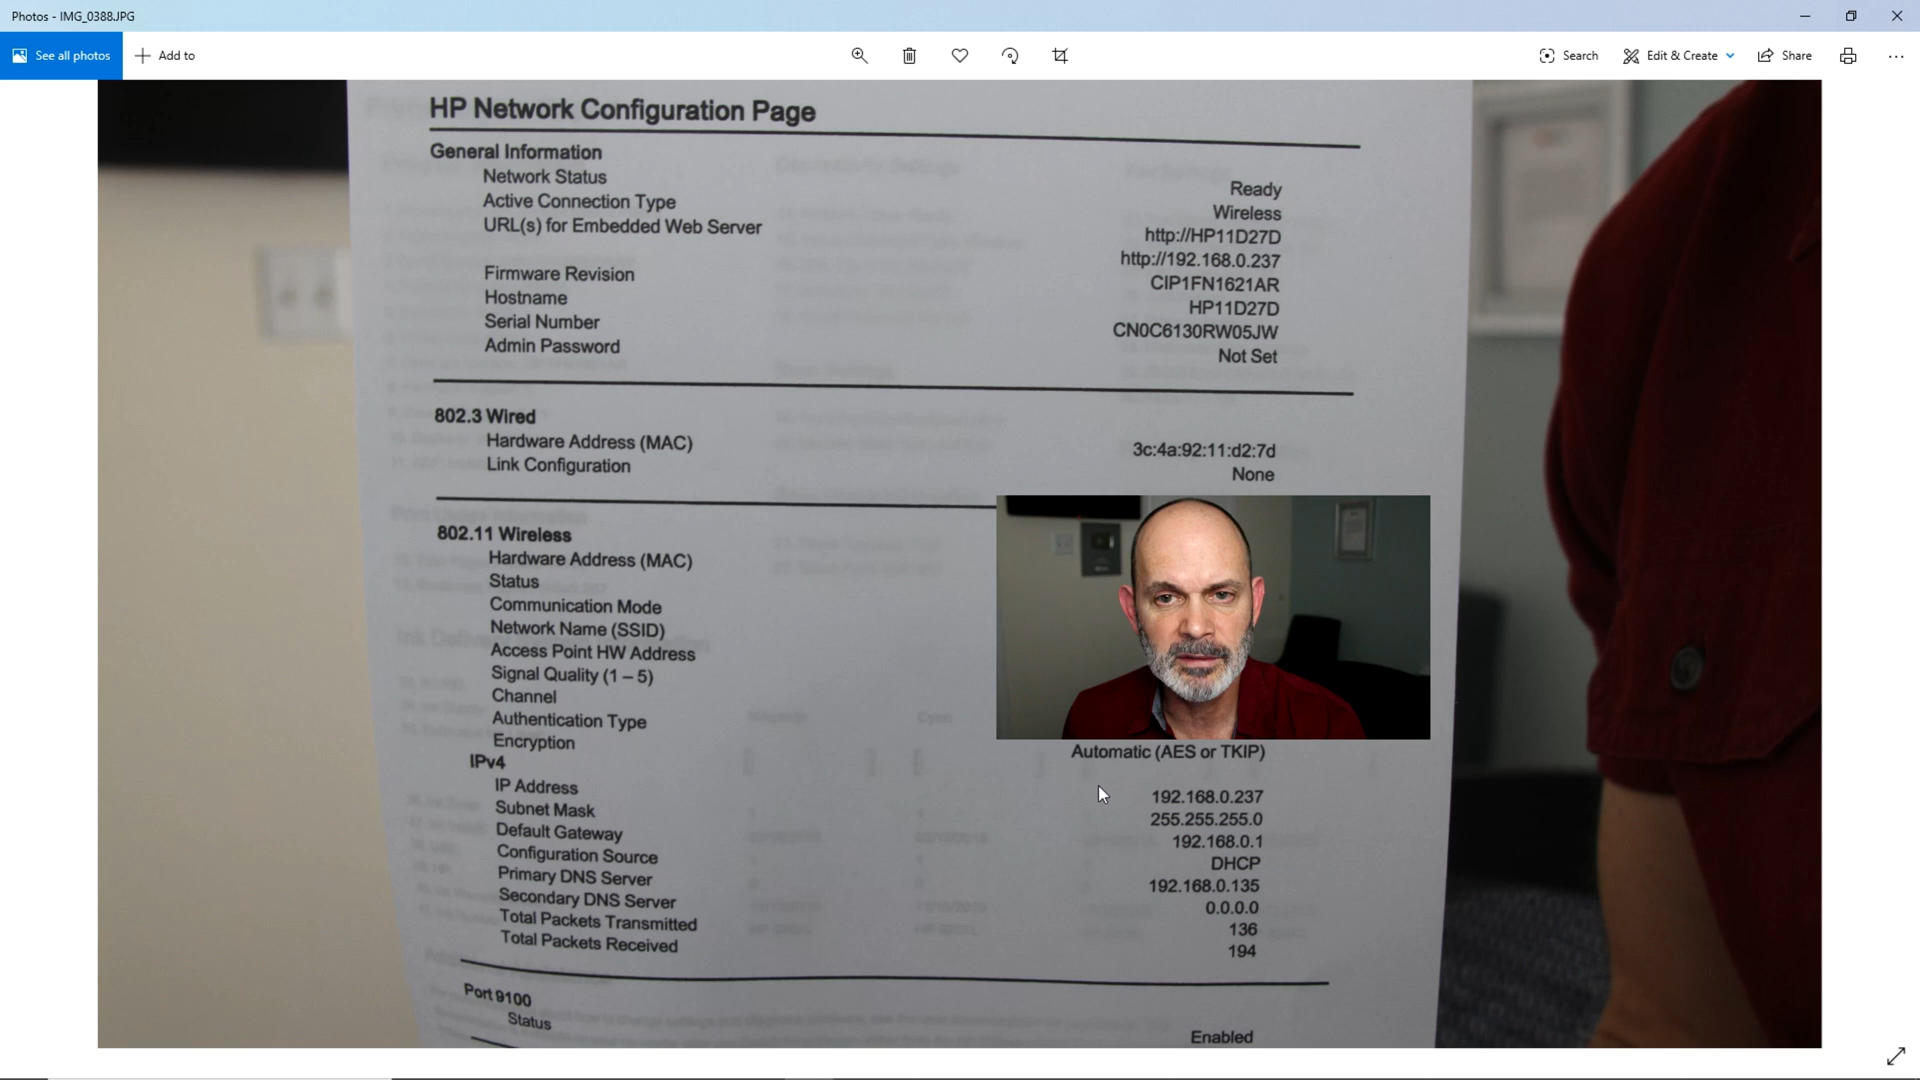 Photos - IMG_0388.JPG
See all photos
Add to
Search
Edit & Create
Share
HP Network Configuration Page
General Information
Network Status Ready
Active Connection Type Wireless
URL(s) for Embedded Web Server http://HP11D27D
http://192.168.0.237
Firmware Revision CIP1FN1621AR
Hostname HP11D27D
Serial Number CN0C6130RW05JW
Admin Password Not Set
802.3 Wired
Hardware Address (MAC) 3c:4a:92:11:d2:7d
Link Configuration None
802.11 Wireless
Hardware Address (MAC)
Status
Communication Mode
Network Name (SSID)
Access Point HW Address
Signal Quality (1 – 5)
Channel
Authentication Type
Encryption Automatic (AES or TKIP)
IPv4
IP Address 192.168.0.237
Subnet Mask 255.255.255.0
Default Gateway 192.168.0.1
Configuration Source DHCP
Primary DNS Server 192.168.0.135
Secondary DNS Server 0.0.0.0
Total Packets Transmitted 136
Total Packets Received 194
Port 9100
Status Enabled